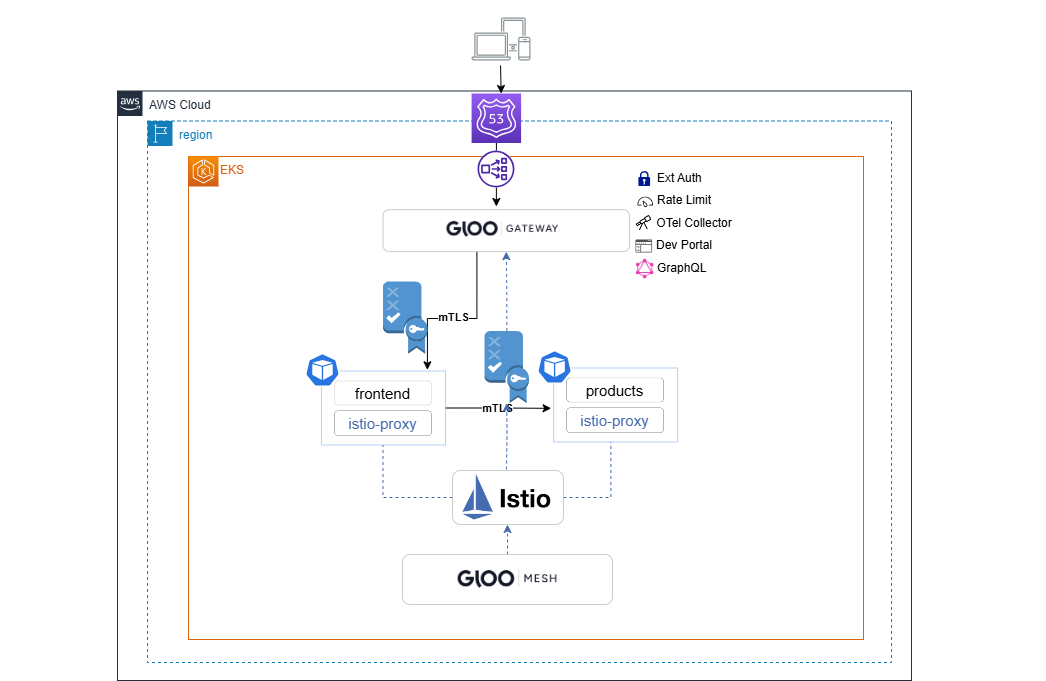 aws
AWS Cloud
53
region
EKS
K
Ext Auth
Rate Limit
GLOO GATEWAY
OTel Collector
Dev Portal
GraphQL
mTLS
frontend
istio-proxy
mTLS
products
istio-proxy
Istio
GLOO MESH